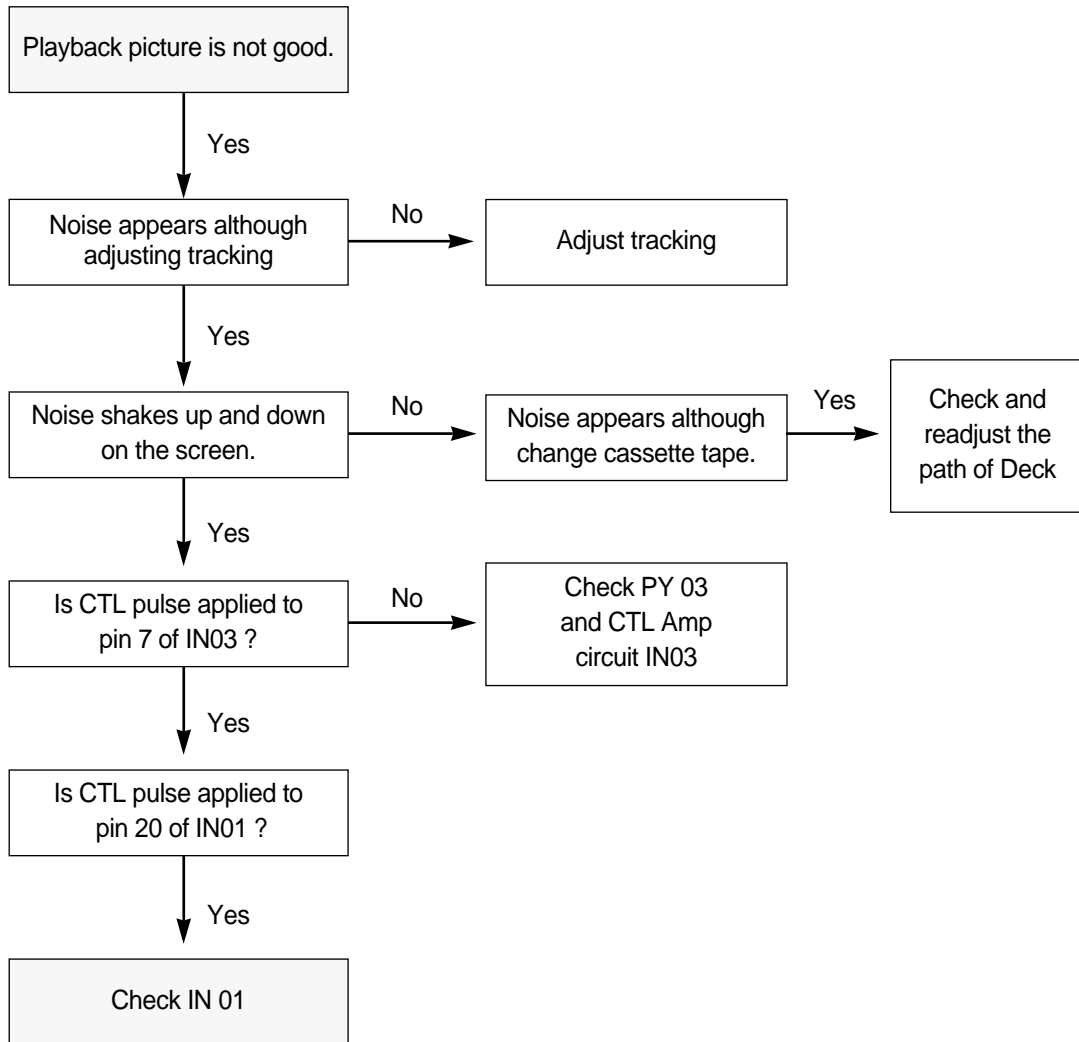 Playback picture is not good.
Yes
Noise appears although
adjusting tracking
No
Adjust tracking
Yes
Noise shakes up and down
on the screen.
No
Noise appears although
change cassette tape.
Yes
Check and
readjust the
path of Deck
Yes
Is CTL pulse applied to
pin 7 of IN03 ?
No
Check PY 03
and CTL Amp
circuit IN03
Yes
Is CTL pulse applied to
pin 20 of IN01 ?
Yes
Check IN 01